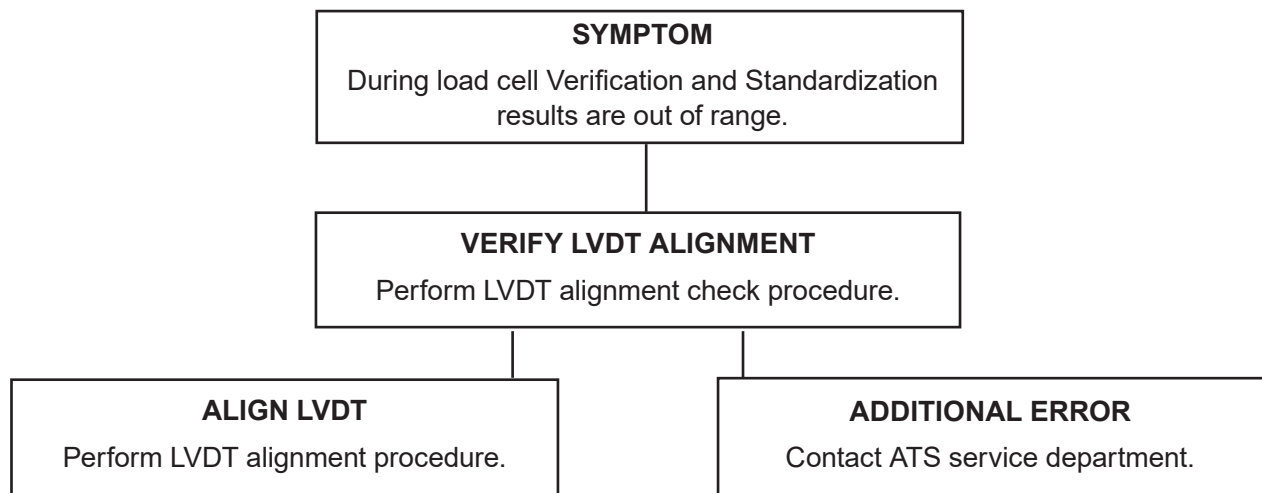 SYMPTOM
During load cell Verification and Standardization
results are out of range.
VERIFY LVDT ALIGNMENT
Perform LVDT alignment check procedure.
ALIGN LVDT
Perform LVDT alignment procedure.
ADDITIONAL ERROR
Contact ATS service department.